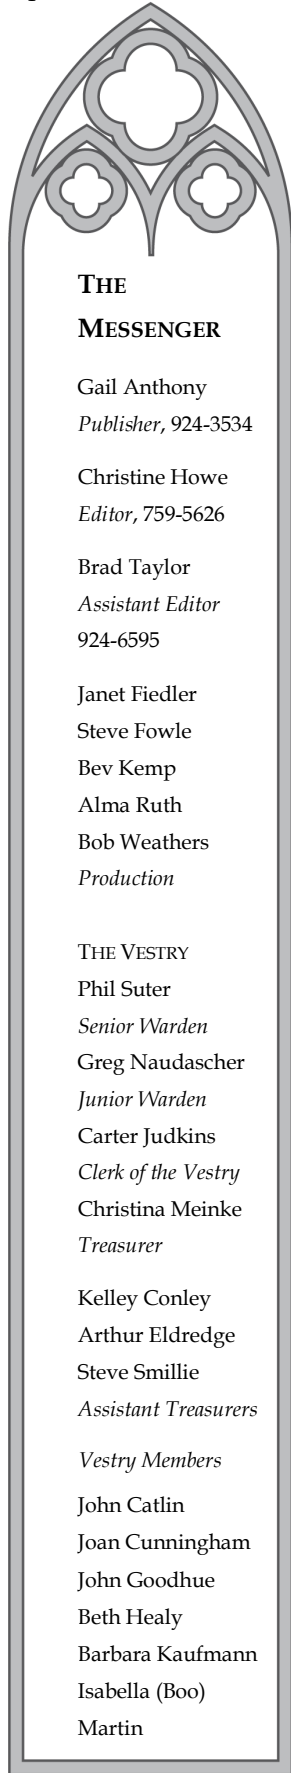 THE
MESSENGER
Gail Anthony
Publisher, 924-3534
Christine Howe
Editor, 759-5626
Brad Taylor
Assistant Editor
924-6595
Janet Fiedler
Steve Fowle
Bev Kemp
Alma Ruth
Bob Weathers
Production
THE VESTRY
Phil Suter
Senior Warden
Greg Naudascher
Junior Warden
Carter Judkins
Clerk of the Vestry
Christina Meinke
Treasurer
Kelley Conley
Arthur Eldredge
Steve Smillie
Assistant Treasurers
Vestry Members
John Catlin
Joan Cunningham
John Goodhue
Beth Healy
Barbara Kaufmann
Isabella (Boo)
Martin